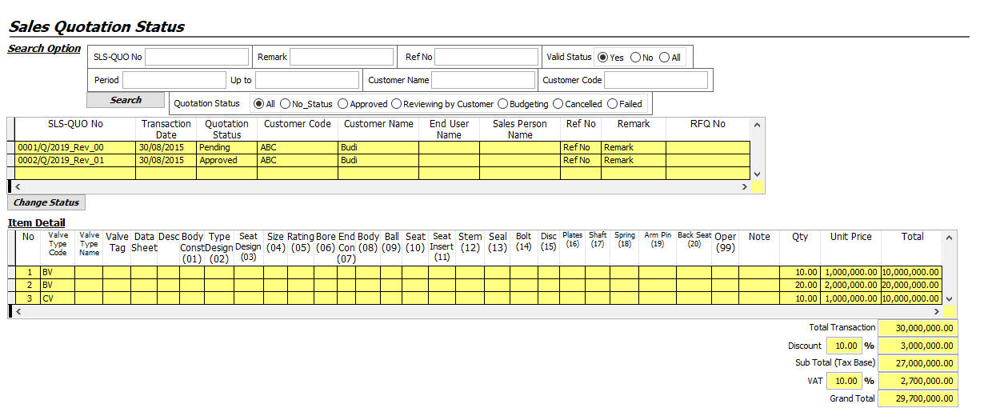 Sales Quotation Status
Search Option
SLS-QUO No Remark Ref No Valid Status Yes No All
Period Up to Customer Name Customer Code
Search Quotation Status All No_Status Approved Reviewing by Customer Budgeting Cancelled Failed
SLS-QUO No Transaction Date Quotation Status Customer Code Customer Name End User Name Sales Person Name Ref No Remark RFQ No
0001/Q/2019_Rev_00 30/08/2015 Pending ABC Budi Ref No Remark
0002/Q/2019_Rev_01 30/08/2015 Approved ABC Budi Ref No Remark
Change Status
Item Detail
No Valve Type Code Valve Type Name Valve Tag Data Sheet Desc Body Const (01) Type Design (02) Seat Design (03) Size (04) Rating (05) Bore (06) End Con (07) Body (08) Ball (09) Seat (10) Seat Insert (11) Stem (12) Seal (13) Bolt (14) Disc (15) Plates (16) Shaft (17) Spring (18) Arm Pin (19) Back Seat (20) Oper (99) Note Qty Unit Price Total
1 BV 10.00 1,000,000.00 10,000,000.00
2 BV 20.00 2,000,000.00 20,000,000.00
3 CV 10.00 1,000,000.00 10,000,000.00
Total Transaction 30,000,000.00
Discount 10.00 % 3,000,000.00
Sub Total (Tax Base) 27,000,000.00
VAT 10.00 % 2,700,000.00
Grand Total 29,700,000.00